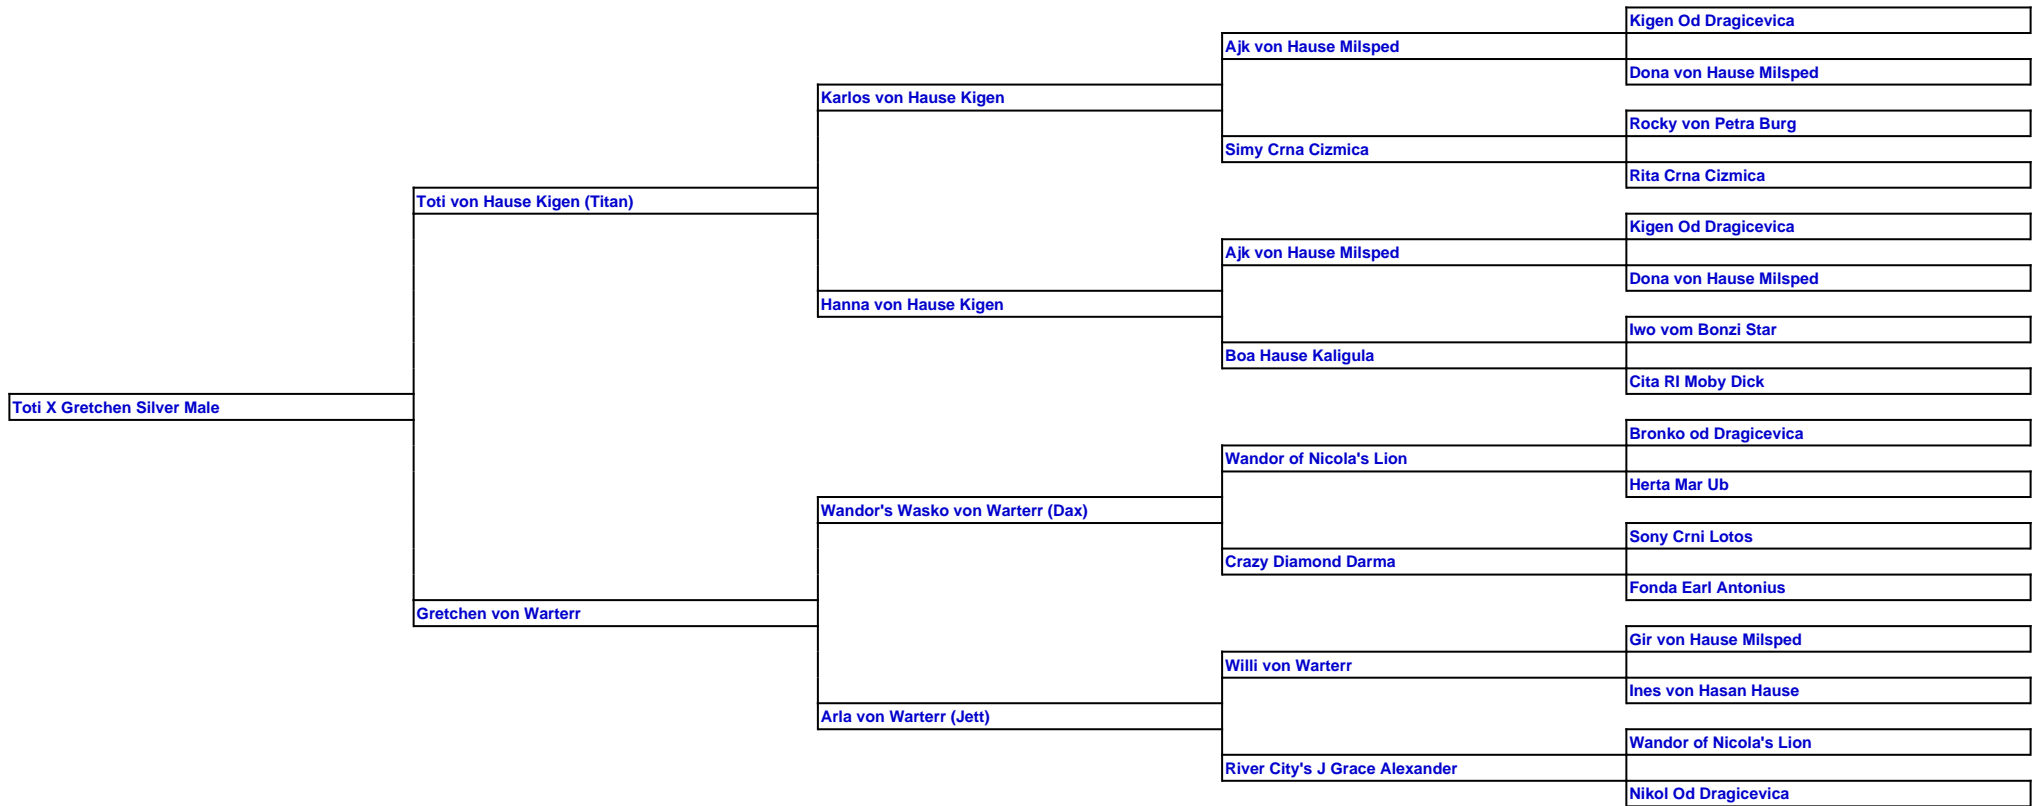 Kigen Od Dragicevica
Ajk von Hause Milsped
Dona von Hause Milsped
Karlos von Hause Kigen
Rocky von Petra Burg
Simy Crna Cizmica
Rita Crna Cizmica
Toti von Hause Kigen (Titan)
Kigen Od Dragicevica
Ajk von Hause Milsped
Dona von Hause Milsped
Hanna von Hause Kigen
Iwo vom Bonzi Star
Boa Hause Kaligula
Cita RI Moby Dick
Toti X Gretchen Silver Male
Bronko od Dragicevica
Wandor of Nicola's Lion
Herta Mar Ub
Wandor's Wasko von Warterr (Dax)
Sony Crni Lotos
Crazy Diamond Darma
Fonda Earl Antonius
Gretchen von Warterr
Gir von Hause Milsped
Willi von Warterr
Ines von Hasan Hause
Arla von Warterr (Jett)
Wandor of Nicola's Lion
River City's J Grace Alexander
Nikol Od Dragicevica